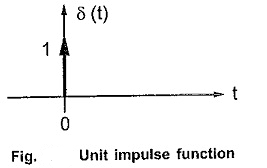 δ (t)
1
t
0
Fig. Unit impulse function